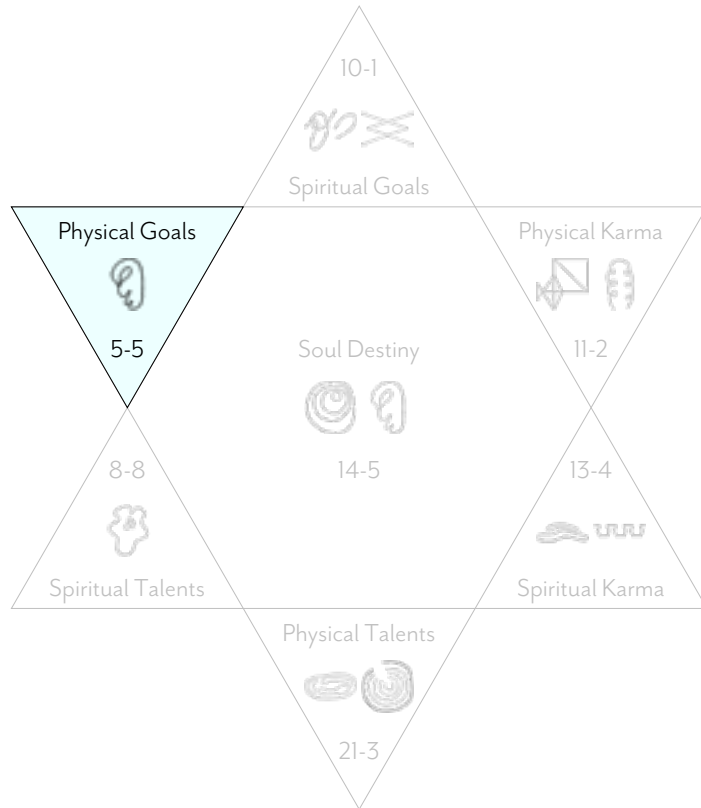 10-1
Spiritual Goals
Physical Goals
5-5
Physical Karma
11-2
Soul Destiny
14-5
8-8
Spiritual Talents
13-4
Spiritual Karma
Physical Talents
21-3